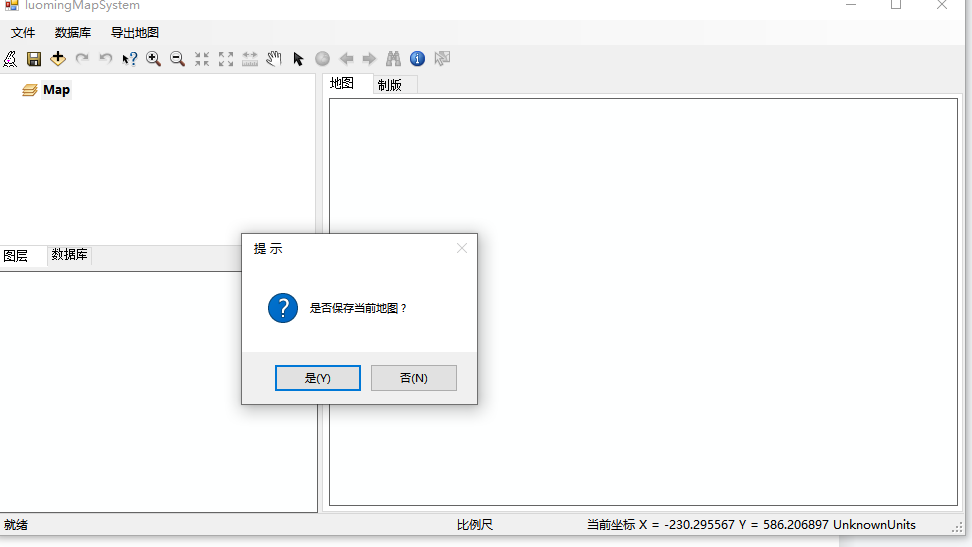 luomingMapSystem
文件 数据库 导出地图
Map
地图 制版
图层 数据库
提示
是否保存当前地图？
是(Y) 否(N)
就绪 比例尺 当前坐标 X = -230.295567 Y = 586.206897 UnknownUnits